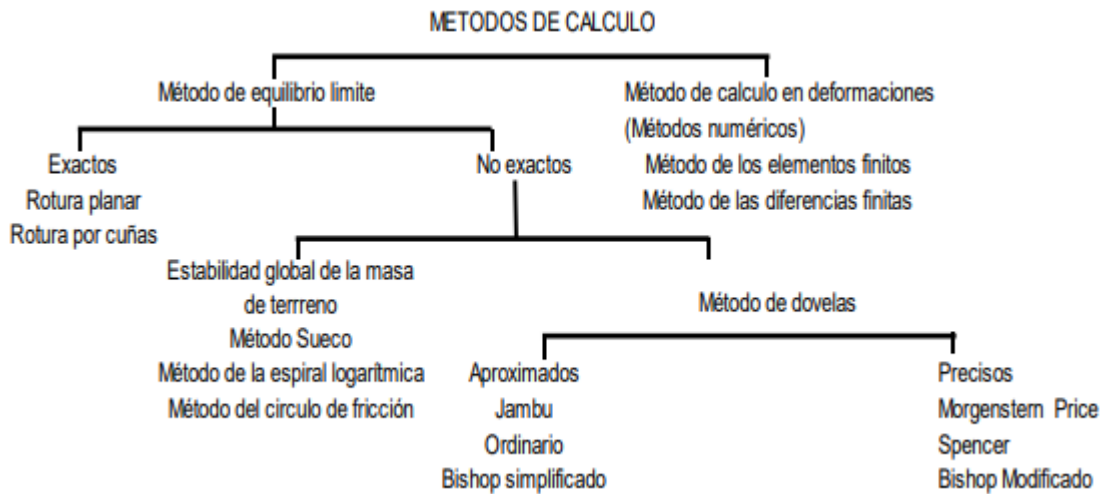 METODOS DE CALCULO
Método de equilibrio limite
Método de calculo en deformaciones
(Métodos numéricos)
Método de los elementos finitos
Método de las diferencias finitas
Exactos
Rotura planar
Rotura por cuñas
No exactos
Estabilidad global de la masa
de terrreno
Método Sueco
Método de la espiral logarítmica
Método del circulo de fricción
Método de dovelas
Aproximados
Jambu
Ordinario
Bishop simplificado
Precisos
Morgenstern Price
Spencer
Bishop Modificado